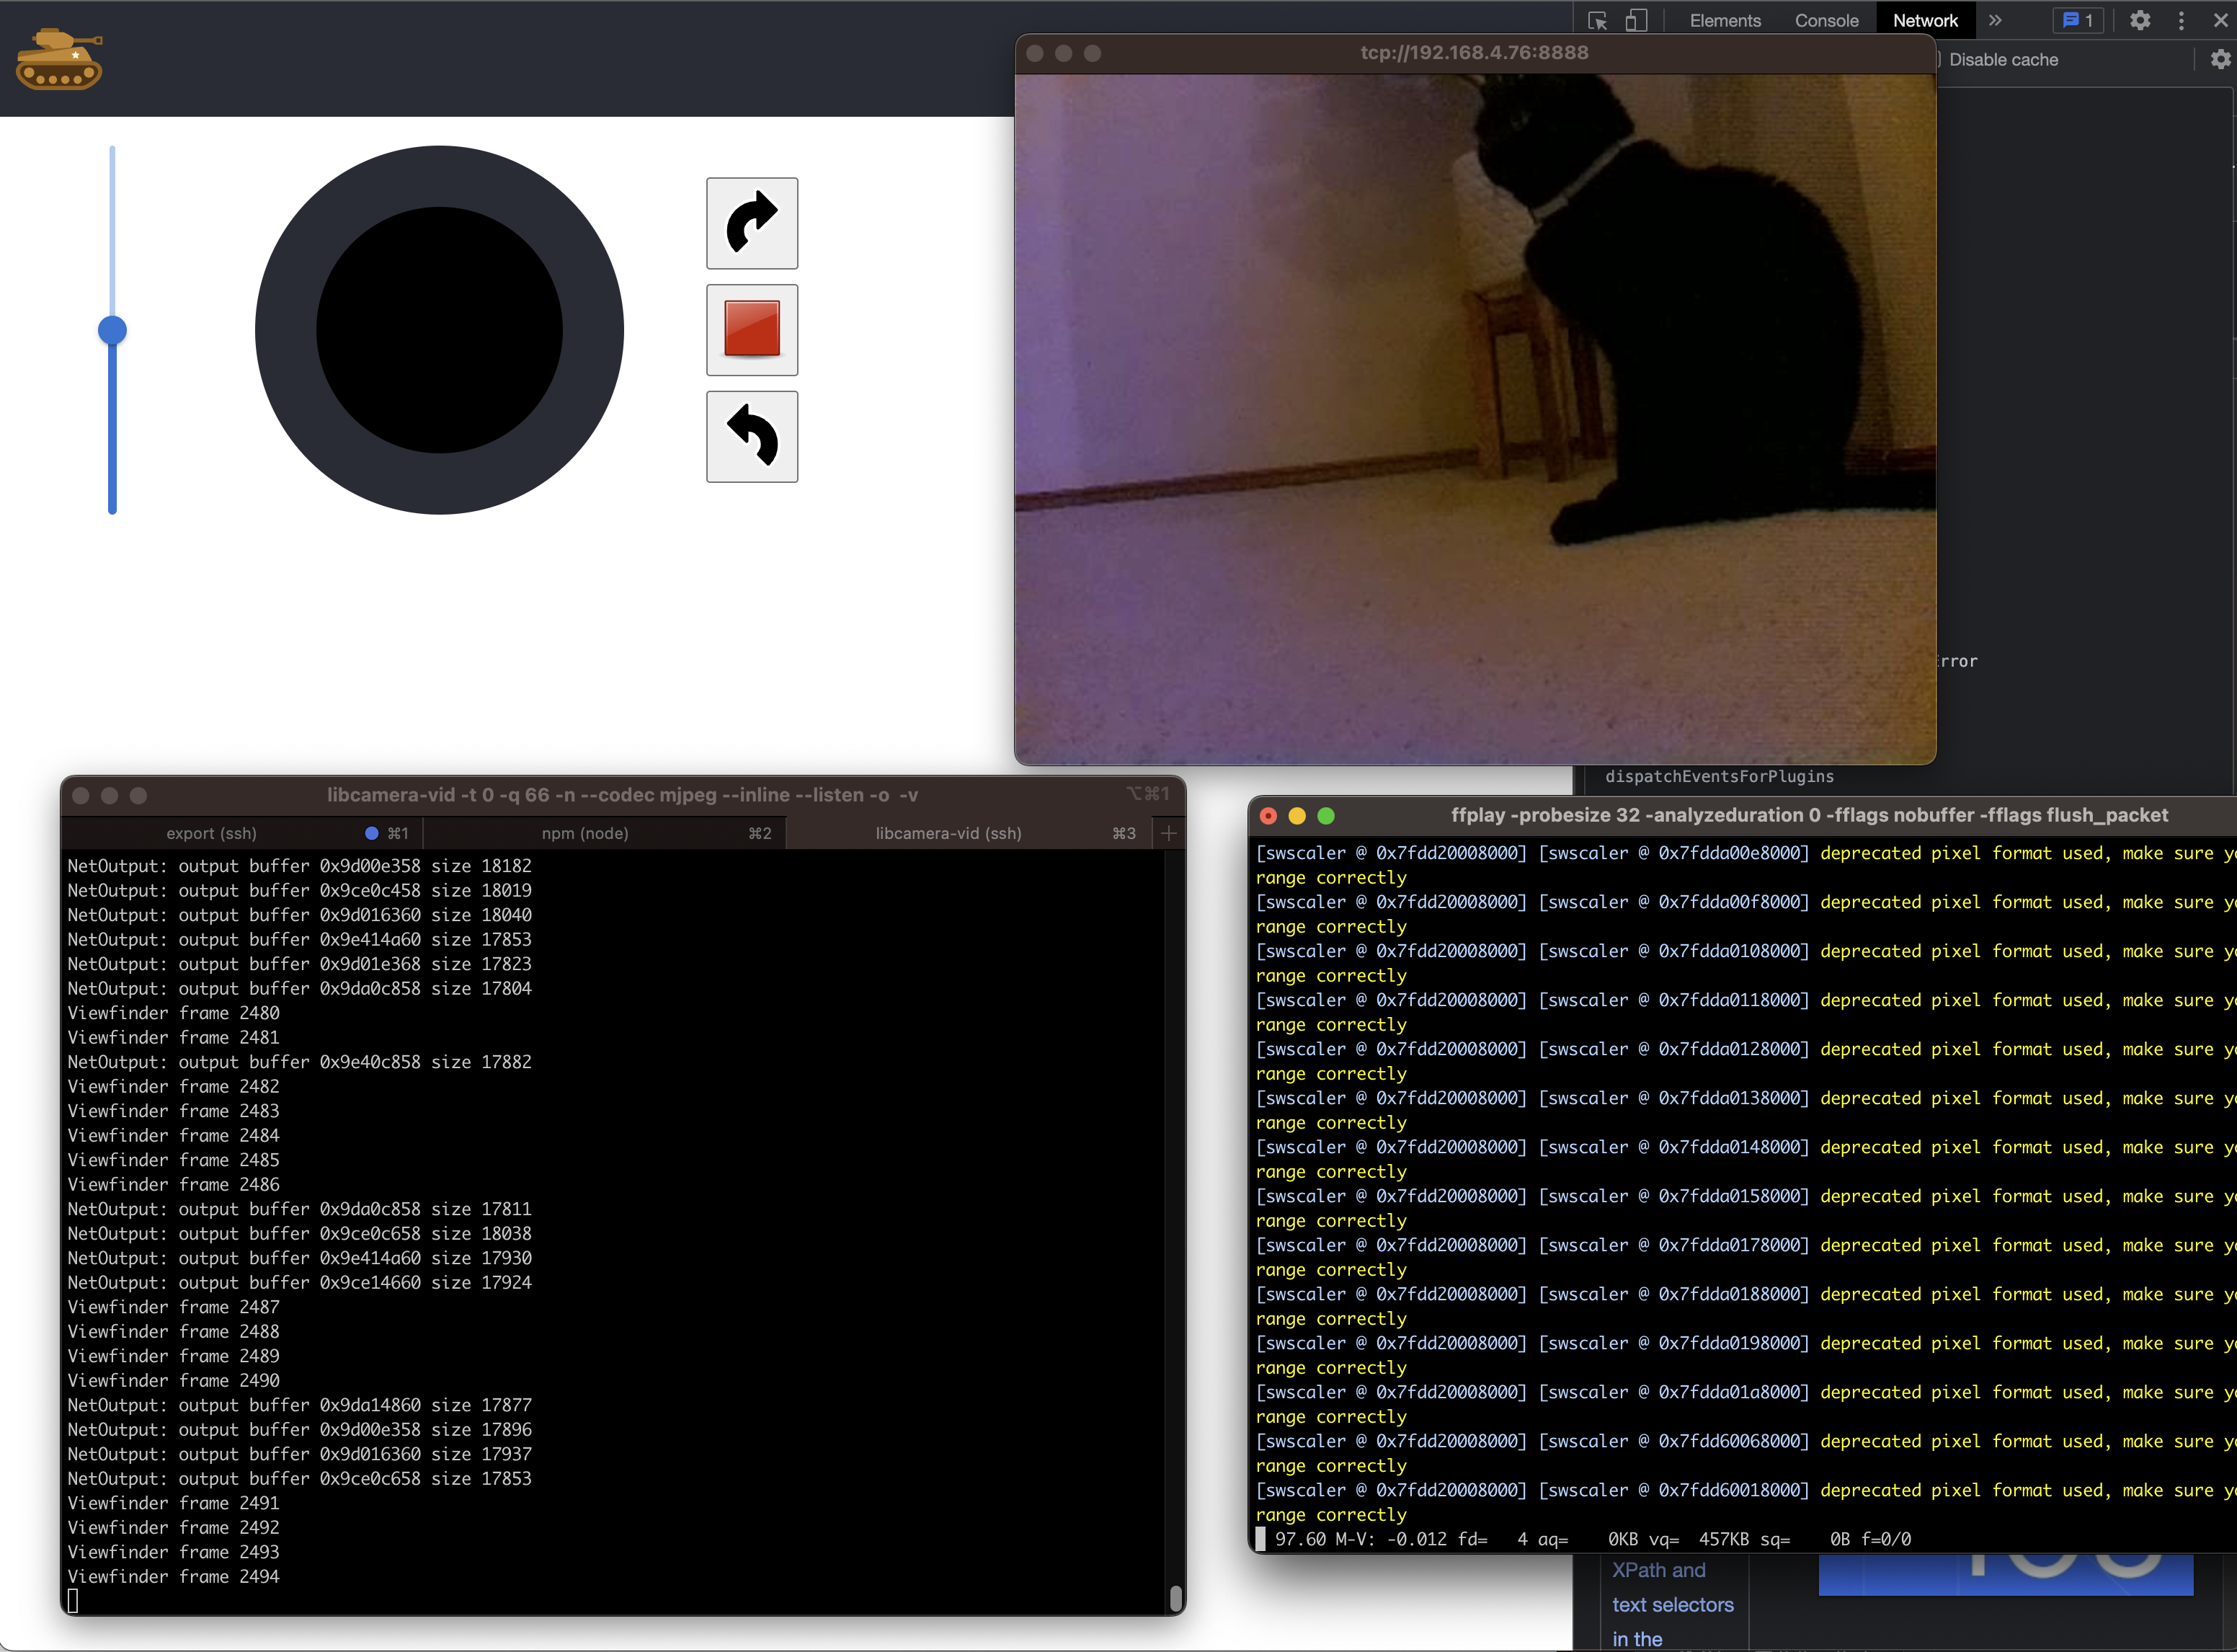 Elements Console Network » 1
Disable cache
tcp://192.168.4.76:8888
rror
dispatchEventsForPlugins
libcamera-vid -t 0 -q 66 -n --codec mjpeg --inline --listen -o -v ⌥⌘1
export (ssh) ⌘1 npm (node) ⌘2 libcamera-vid (ssh) ⌘3 +
NetOutput: output buffer 0x9d00e358 size 18182
NetOutput: output buffer 0x9ce0c458 size 18019
NetOutput: output buffer 0x9d016360 size 18040
NetOutput: output buffer 0x9e414a60 size 17853
NetOutput: output buffer 0x9d01e368 size 17823
NetOutput: output buffer 0x9da0c858 size 17804
Viewfinder frame 2480
Viewfinder frame 2481
NetOutput: output buffer 0x9e40c858 size 17882
Viewfinder frame 2482
Viewfinder frame 2483
Viewfinder frame 2484
Viewfinder frame 2485
Viewfinder frame 2486
NetOutput: output buffer 0x9da0c858 size 17811
NetOutput: output buffer 0x9ce0c658 size 18038
NetOutput: output buffer 0x9e414a60 size 17930
NetOutput: output buffer 0x9ce14660 size 17924
Viewfinder frame 2487
Viewfinder frame 2488
Viewfinder frame 2489
Viewfinder frame 2490
NetOutput: output buffer 0x9da14860 size 17877
NetOutput: output buffer 0x9d00e358 size 17896
NetOutput: output buffer 0x9d016360 size 17937
NetOutput: output buffer 0x9ce0c658 size 17853
Viewfinder frame 2491
Viewfinder frame 2492
Viewfinder frame 2493
Viewfinder frame 2494
ffplay -probesize 32 -analyzeduration 0 -fflags nobuffer -fflags flush_packet
[swscaler @ 0x7fdd20008000] [swscaler @ 0x7fdda00e8000] deprecated pixel format used, make sure yo
range correctly
[swscaler @ 0x7fdd20008000] [swscaler @ 0x7fdda00f8000] deprecated pixel format used, make sure yo
range correctly
[swscaler @ 0x7fdd20008000] [swscaler @ 0x7fdda0108000] deprecated pixel format used, make sure yo
range correctly
[swscaler @ 0x7fdd20008000] [swscaler @ 0x7fdda0118000] deprecated pixel format used, make sure yo
range correctly
[swscaler @ 0x7fdd20008000] [swscaler @ 0x7fdda0128000] deprecated pixel format used, make sure yo
range correctly
[swscaler @ 0x7fdd20008000] [swscaler @ 0x7fdda0138000] deprecated pixel format used, make sure yo
range correctly
[swscaler @ 0x7fdd20008000] [swscaler @ 0x7fdda0148000] deprecated pixel format used, make sure yo
range correctly
[swscaler @ 0x7fdd20008000] [swscaler @ 0x7fdda0158000] deprecated pixel format used, make sure yo
range correctly
[swscaler @ 0x7fdd20008000] [swscaler @ 0x7fdda0178000] deprecated pixel format used, make sure yo
range correctly
[swscaler @ 0x7fdd20008000] [swscaler @ 0x7fdda0188000] deprecated pixel format used, make sure yo
range correctly
[swscaler @ 0x7fdd20008000] [swscaler @ 0x7fdda0198000] deprecated pixel format used, make sure yo
range correctly
[swscaler @ 0x7fdd20008000] [swscaler @ 0x7fdda01a8000] deprecated pixel format used, make sure yo
range correctly
[swscaler @ 0x7fdd20008000] [swscaler @ 0x7fdd60068000] deprecated pixel format used, make sure yo
range correctly
[swscaler @ 0x7fdd20008000] [swscaler @ 0x7fdd60018000] deprecated pixel format used, make sure yo
range correctly
97.60 M-V: -0.012 fd= 4 aq= 0KB vq= 457KB sq= 0B f=0/0
XPath and
text selectors
in the